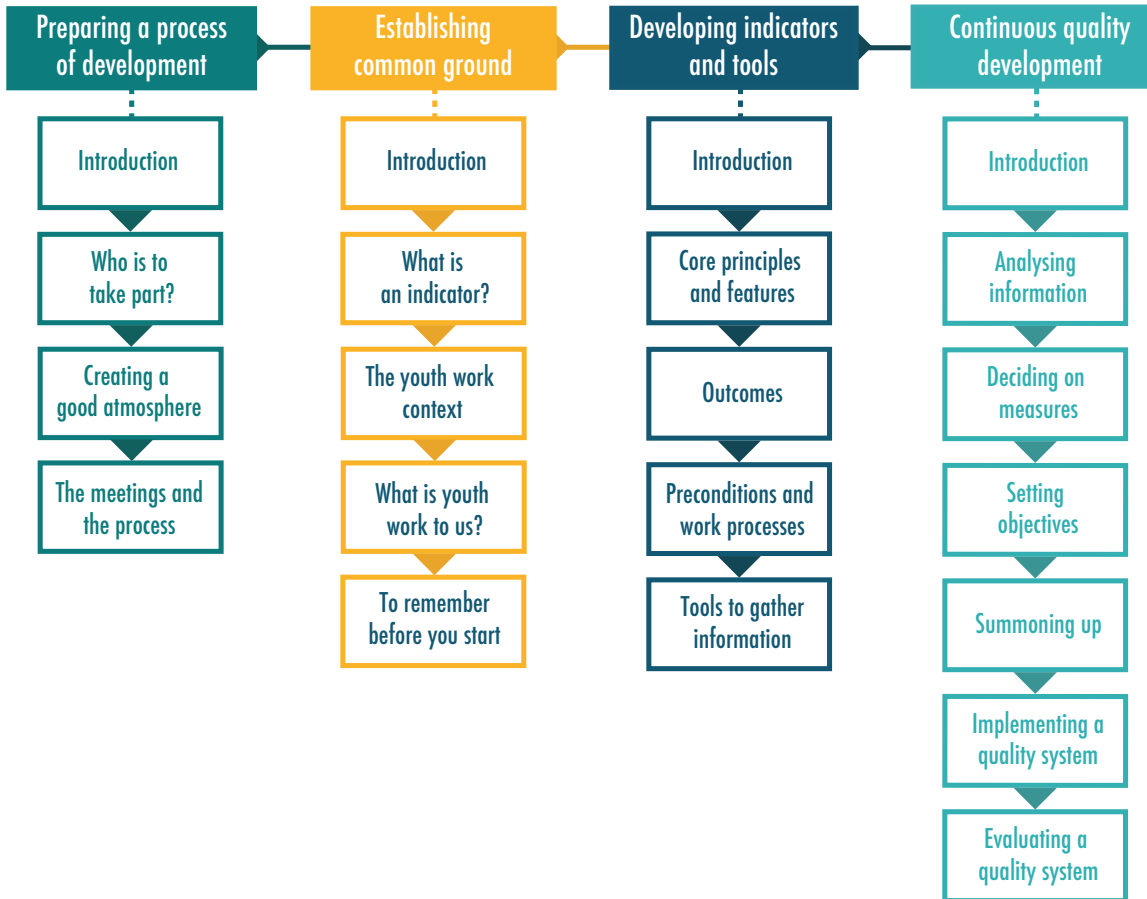 Preparing a process
of development
Introduction
Who is to
take part?
Creating a
good atmosphere
The meetings and
the process
Establishing
common ground
Introduction
What is
an indicator?
The youth work
context
What is youth
work to us?
To remember
before you start
Developing indicators
and tools
Introduction
Core principles
and features
Outcomes
Preconditions and
work processes
Tools to gather
information
Continuous quality
development
Introduction
Analysing
information
Deciding on
measures
Setting
objectives
Summoning up
Implementing a
quality system
Evaluating a
quality system